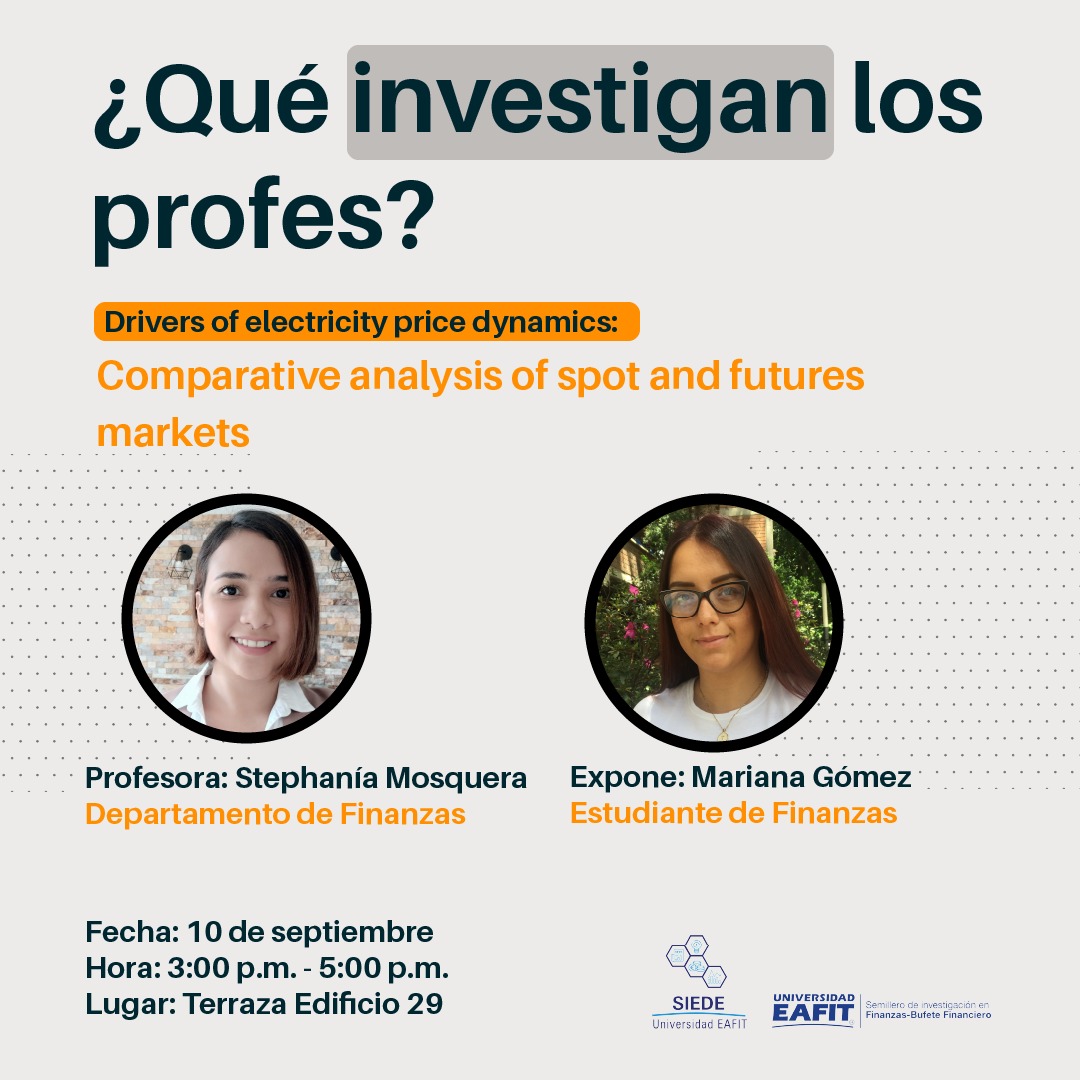 ¿Qué investigan los
profes?
Drivers of electricity price dynamics:
Comparative analysis of spot and futures
markets
Profesora: Stephanía Mosquera
Departamento de Finanzas
Expone: Mariana Gómez
Estudiante de Finanzas
Fecha: 10 de septiembre
Hora: 3:00 p.m. - 5:00 p.m.
Lugar: Terraza Edificio 29
SIEDE
Universidad EAFIT
UNIVERSIDAD
EAFIT
Semillero de investigación en
Finanzas-Bufete Financiero